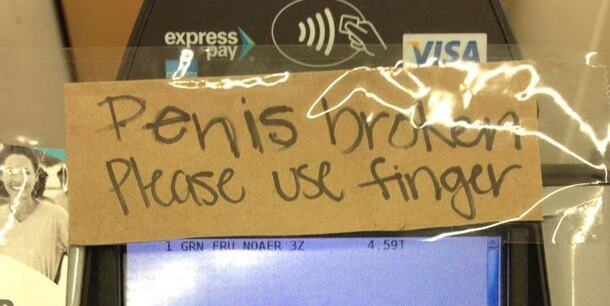 express
pay
VISA
Penis broken
Please use finger
1 GRN FRU NOAER 3Z 4.59T